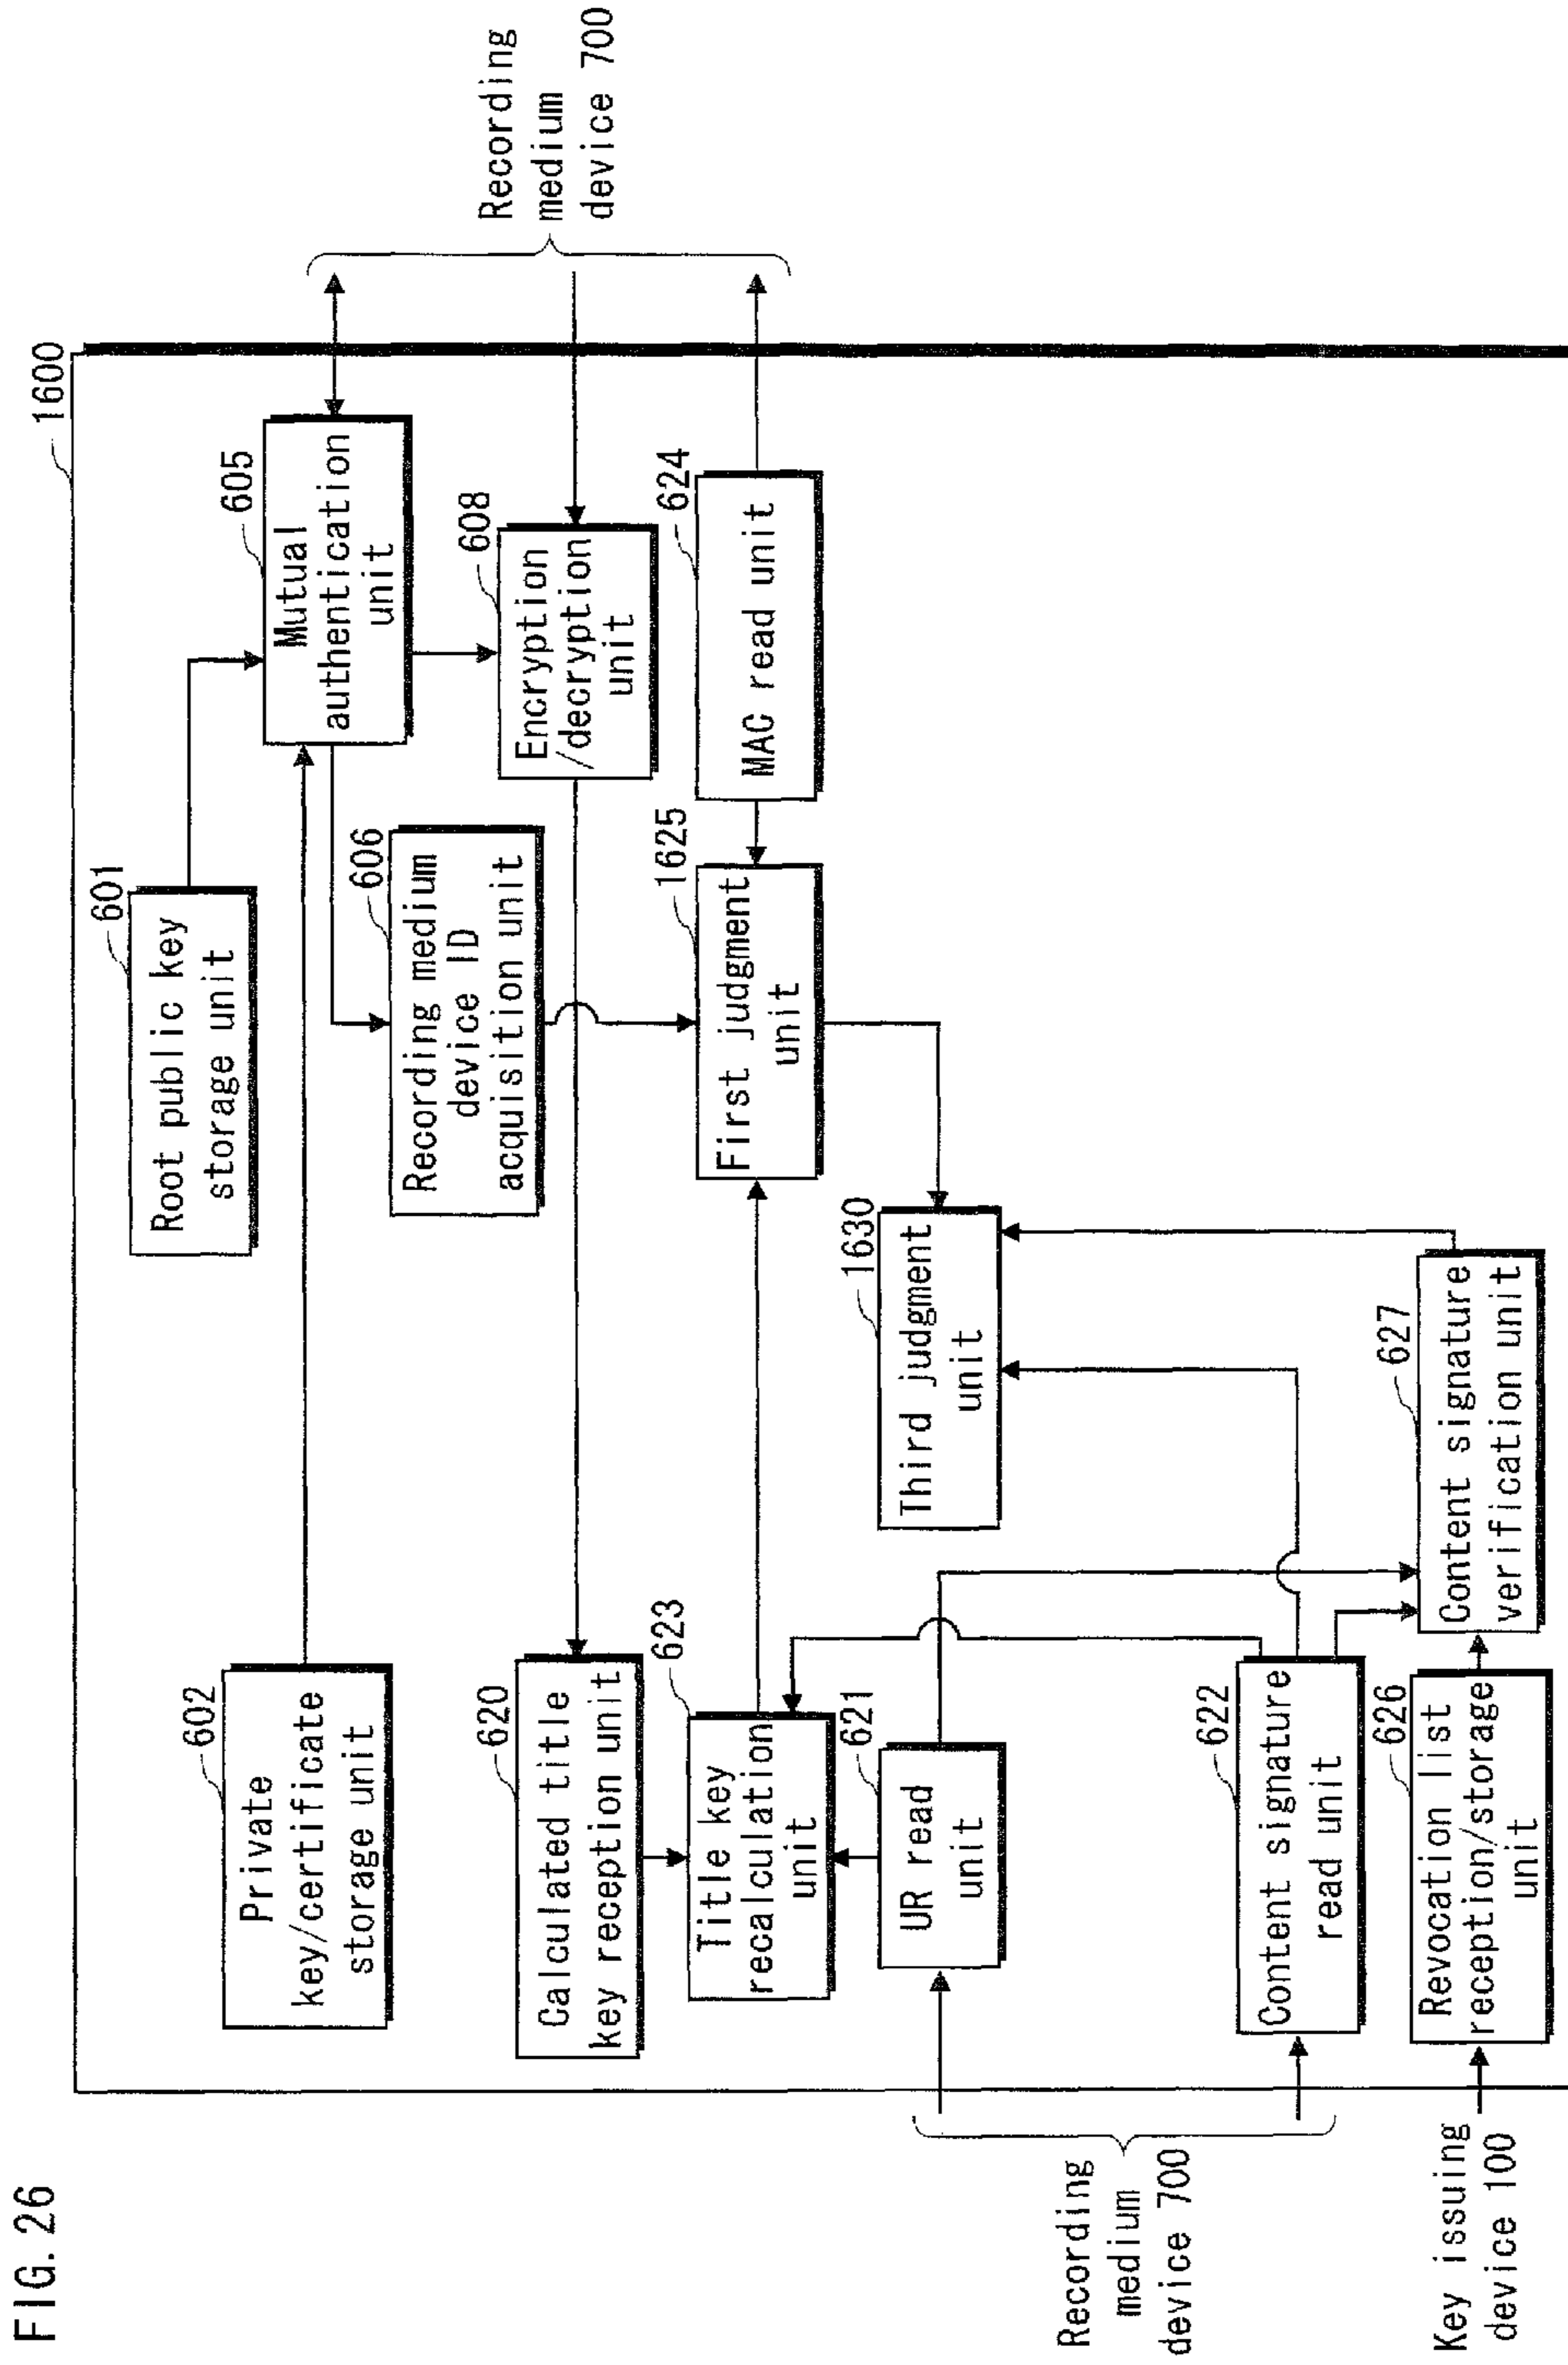 FIG. 26
1600
Root public key
storage unit
601
Private
key/certificate
storage unit
602
Mutual
authentication
unit
605
Recording medium
device ID
acquisition unit
606
Encryption
/decryption
unit
608
Calculated title
key reception unit
620
Title key
recalculation
unit
623
First judgment
unit
1625
MAC read unit
624
UR read
unit
621
Third judgment
unit
1630
Content signature
read unit
622
Content signature
verification unit
627
Revocation list
reception/storage
unit
626
Recording
medium
device 700
Recording
medium
device 700
Key issuing
device 100